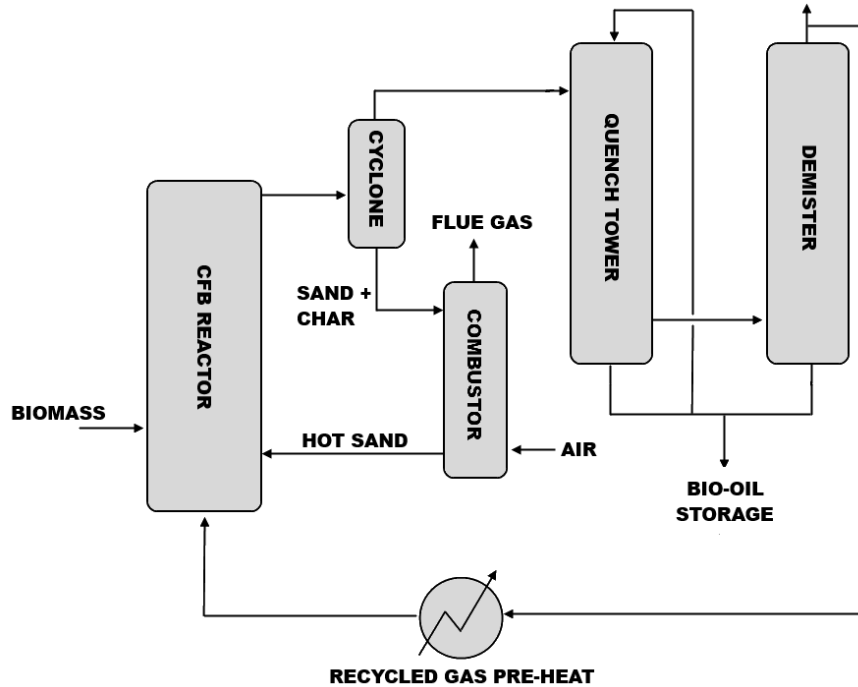 QUENCH TOWER
DEMISTER
CYCLONE
FLUE GAS
CFB REACTOR
SAND +
CHAR
COMBUSTOR
BIOMASS
HOT SAND
AIR
BIO-OIL
STORAGE
RECYCLED GAS PRE-HEAT